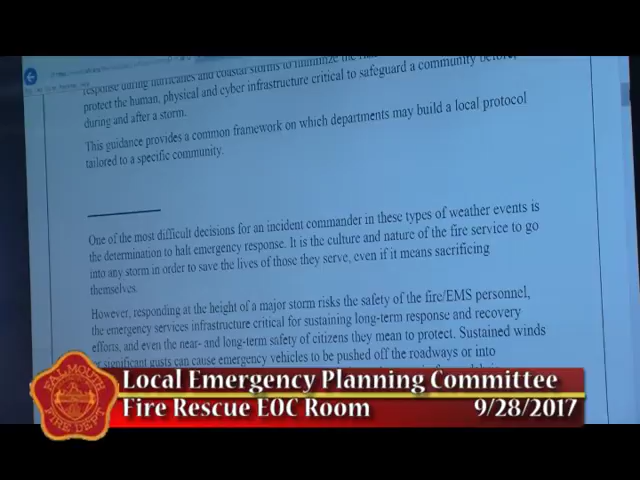 response during hurricanes and coastal storms to minimize the
protect the human, physical and cyber infrastructure critical to safeguard a community before,
during and after a storm.
This guidance provides a common framework on which departments may build a local protocol
tailored to a specific community.
One of the most difficult decisions for an incident commander in these types of weather events is
the determination to halt emergency response. It is the culture and nature of the fire service to go
into any storm in order to save the lives of those they serve, even if it means sacrificing
themselves.
However, responding at the height of a major storm risks the safety of the fire/EMS personnel,
the emergency services infrastructure critical for sustaining long-term response and recovery
efforts, and even the near- and long-term safety of citizens they mean to protect. Sustained winds
or significant gusts can cause emergency vehicles to be pushed off the roadways or into
Local Emergency Planning Committee
Fire Rescue EOC Room 9/28/2017
FALMOUTH
FIRE DEPT